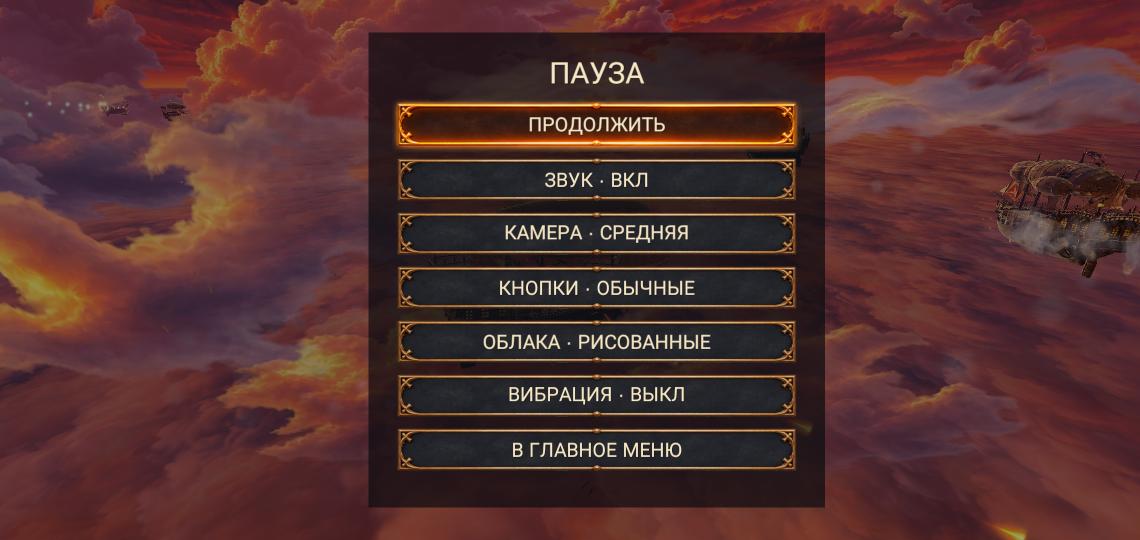 ПАУЗА
ПРОДОЛЖИТЬ
ЗВУК · ВКЛ
КАМЕРА · СРЕДНЯЯ
КНОПКИ · ОБЫЧНЫЕ
ОБЛАКА · РИСОВАННЫЕ
ВИБРАЦИЯ · ВЫКЛ
В ГЛАВНОЕ МЕНЮ